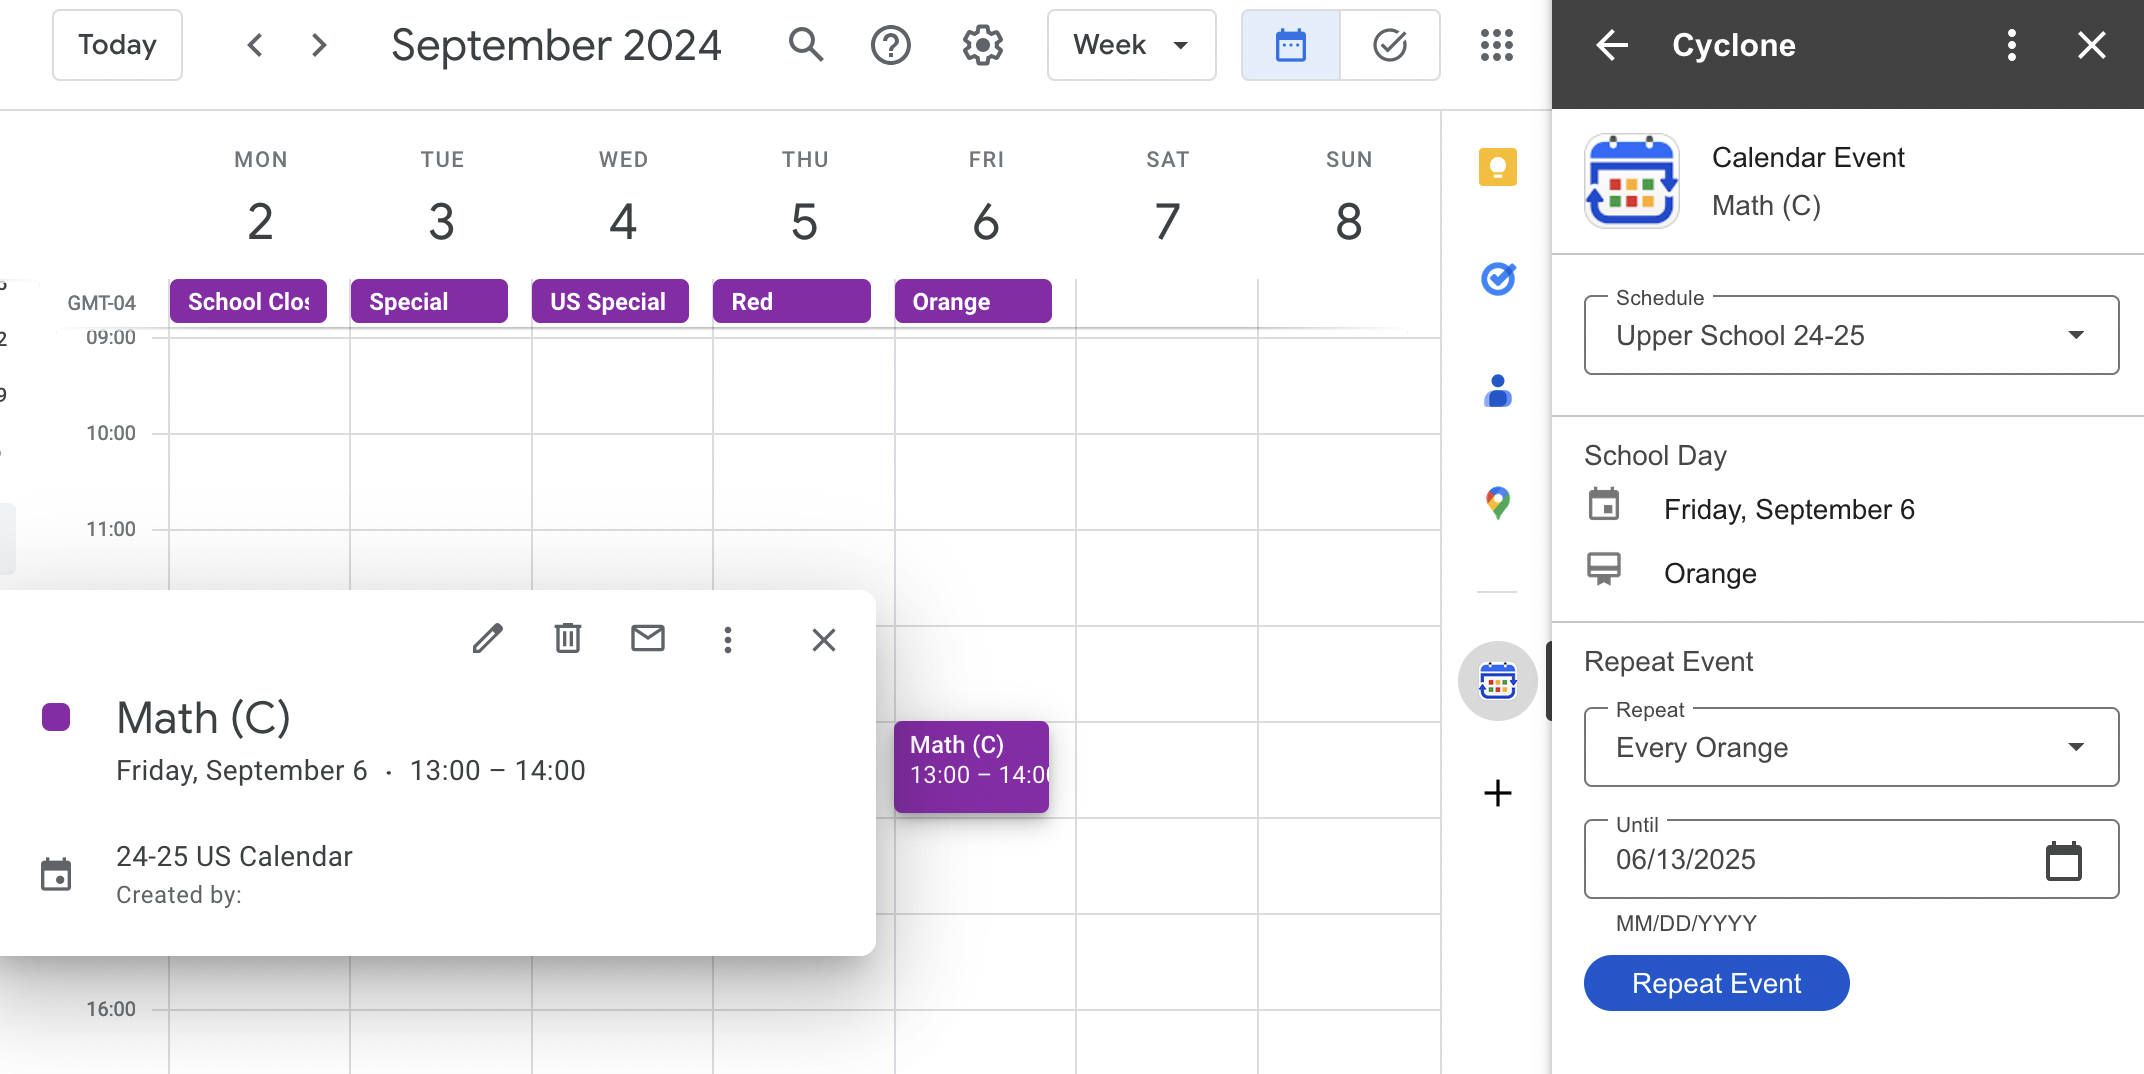 Today
September 2024
Week
Cyclone
MON TUE WED THU FRI SAT SUN
2 3 4 5 6 7 8
GMT-04
School Clos
Special
US Special
Red
Orange
09:00
10:00
11:00
16:00
2
9
Math (C)
Friday, September 6 · 13:00 – 14:00
24-25 US Calendar
Created by:
Math (C)
13:00 – 14:00
Calendar Event
Math (C)
Schedule
Upper School 24-25
School Day
Friday, September 6
Orange
Repeat Event
Repeat
Every Orange
Until
06/13/2025
MM/DD/YYYY
Repeat Event